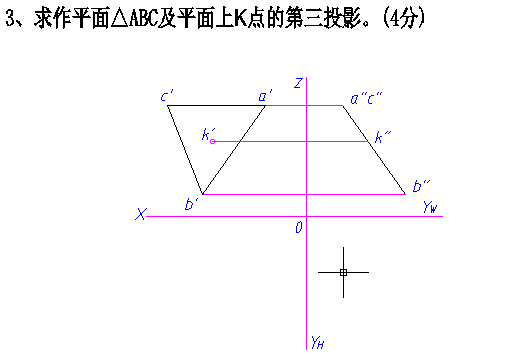 3、求作平面△ABC及平面上K点的第三投影。(4分)
Z
c' a' a"c"
k' k"
b' b"
X Yw
0
YH